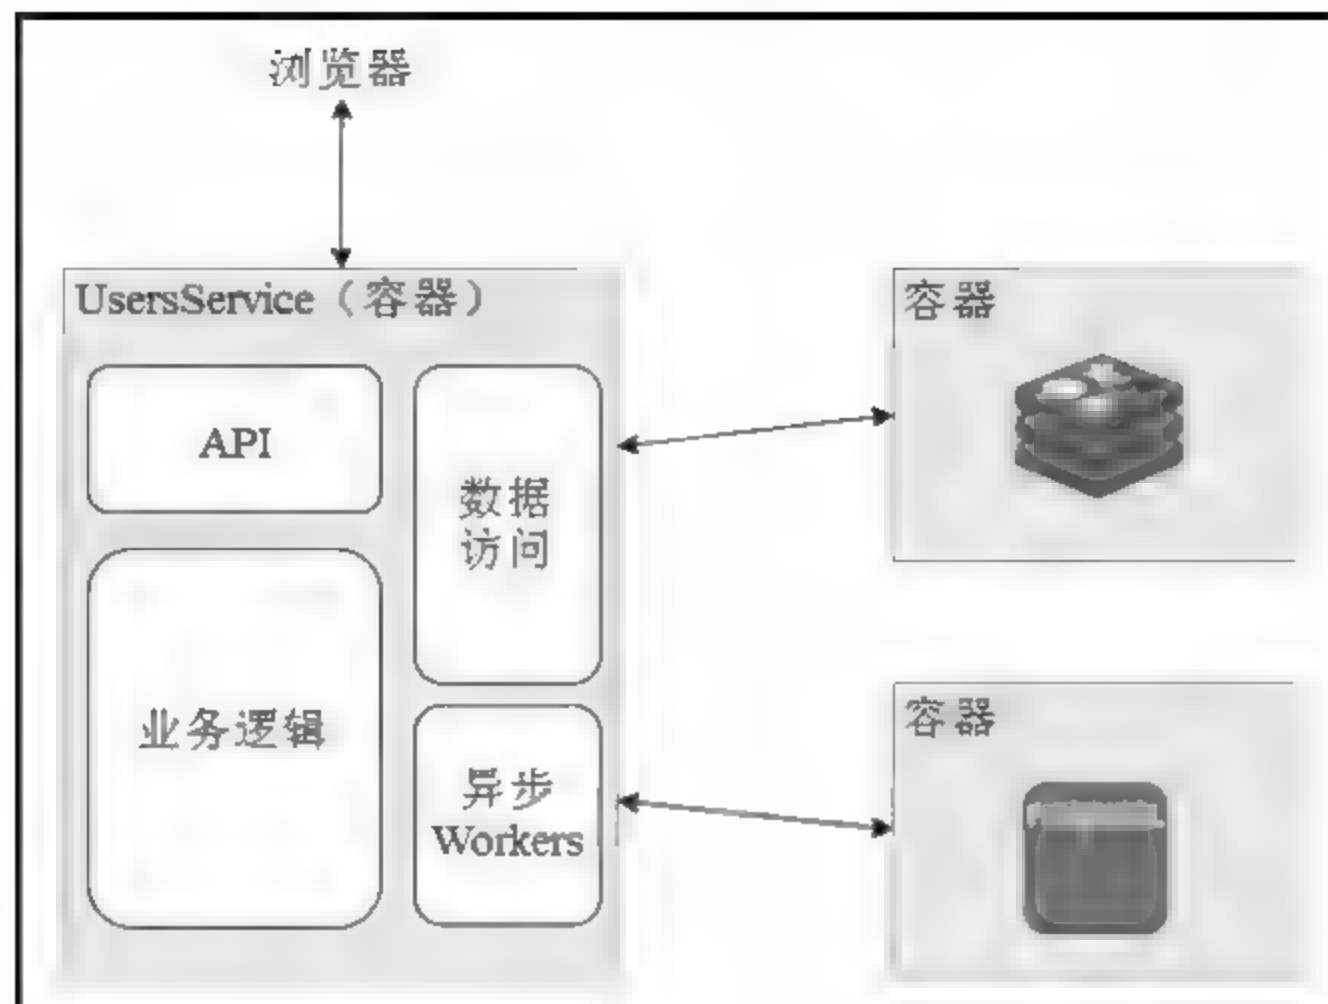 浏览器
UsersService（容器）
API
数据
访问
业务逻辑
异步
Workers
容器
容器